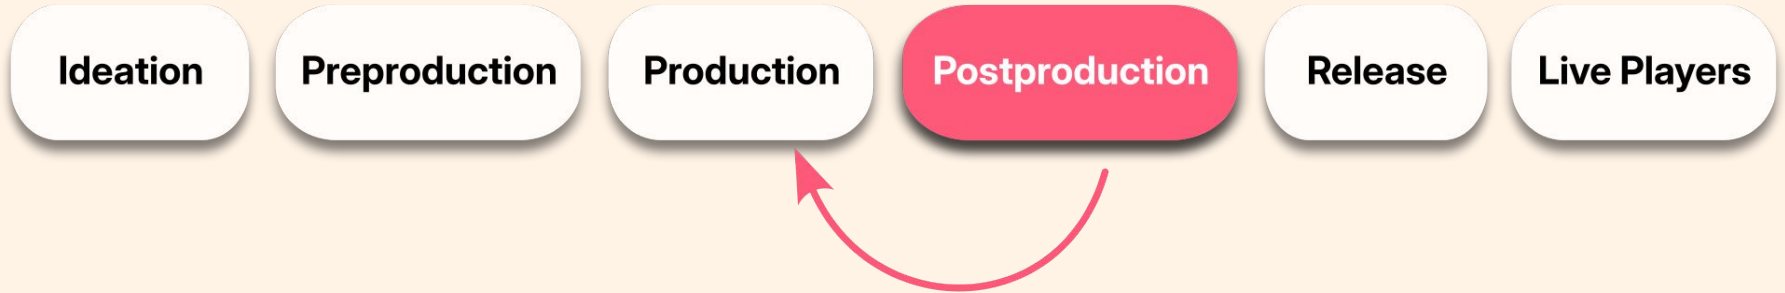 Ideation
Preproduction
Production
Postproduction
Release
Live Players